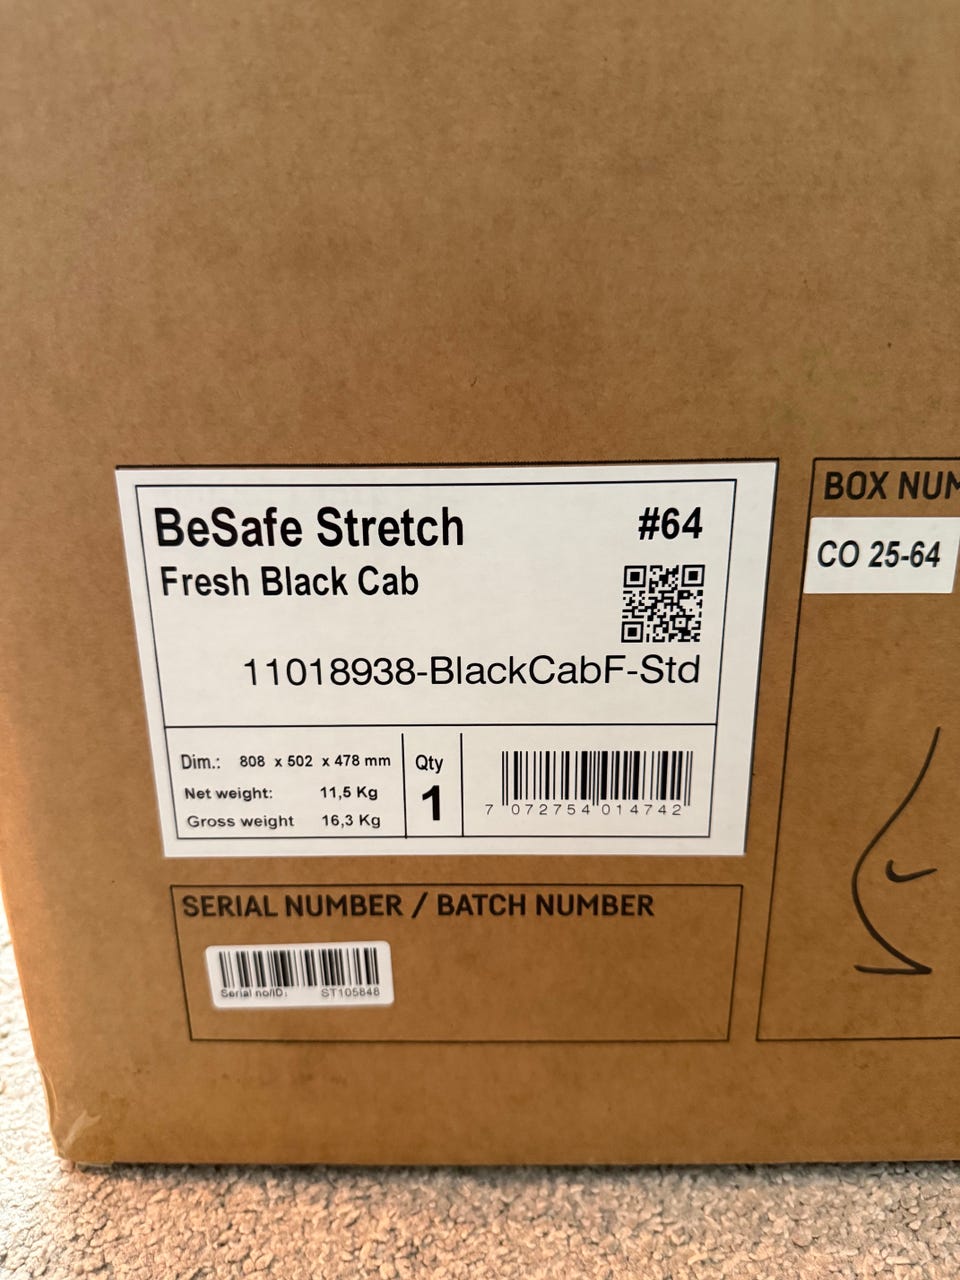 BeSafe Stretch #64
Fresh Black Cab
11018938-BlackCabF-Std
Dim.: 808 x 502 x 478 mm
Net weight: 11,5 Kg
Gross weight 16,3 Kg
Qty
1
7 072754 014742
BOX NUM
CO 25-64
SERIAL NUMBER / BATCH NUMBER
Serial no/ID: ST105848